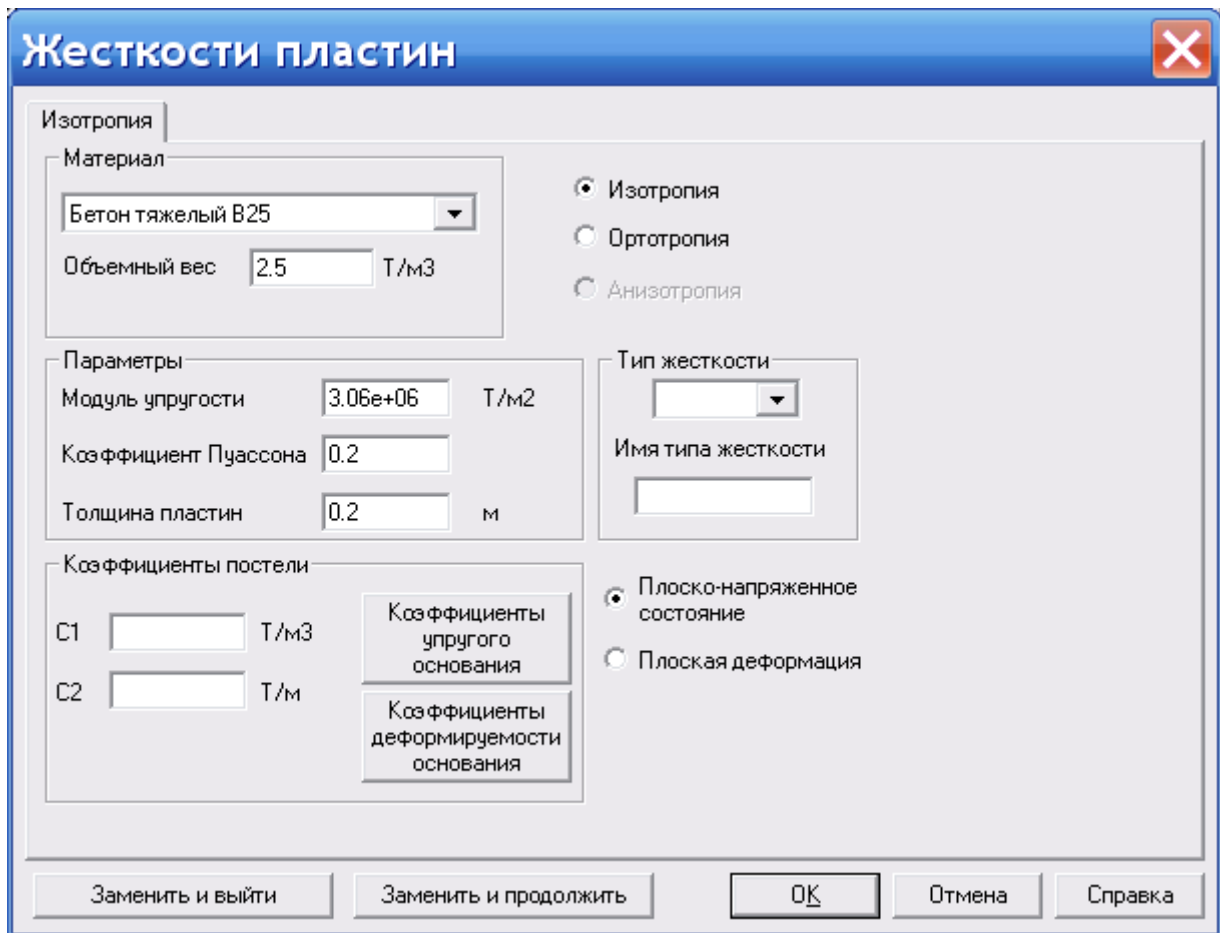 Жесткости пластин
Изотропия
Материал
Бетон тяжелый B25
Объемный вес 2.5 Т/м3
Изотропия
Ортотропия
Анизотропия
Параметры
Модуль упругости 3.06e+06 Т/м2
Коэффициент Пуассона 0.2
Толщина пластин 0.2 м
Тип жесткости
Имя типа жесткости
Коэффициенты постели
C1 Т/м3
C2 Т/м
Коэффициенты
упругого
основания
Коэффициенты
деформируемости
основания
Плоско-напряженное
состояние
Плоская деформация
Заменить и выйти
Заменить и продолжить
OK
Отмена
Справка